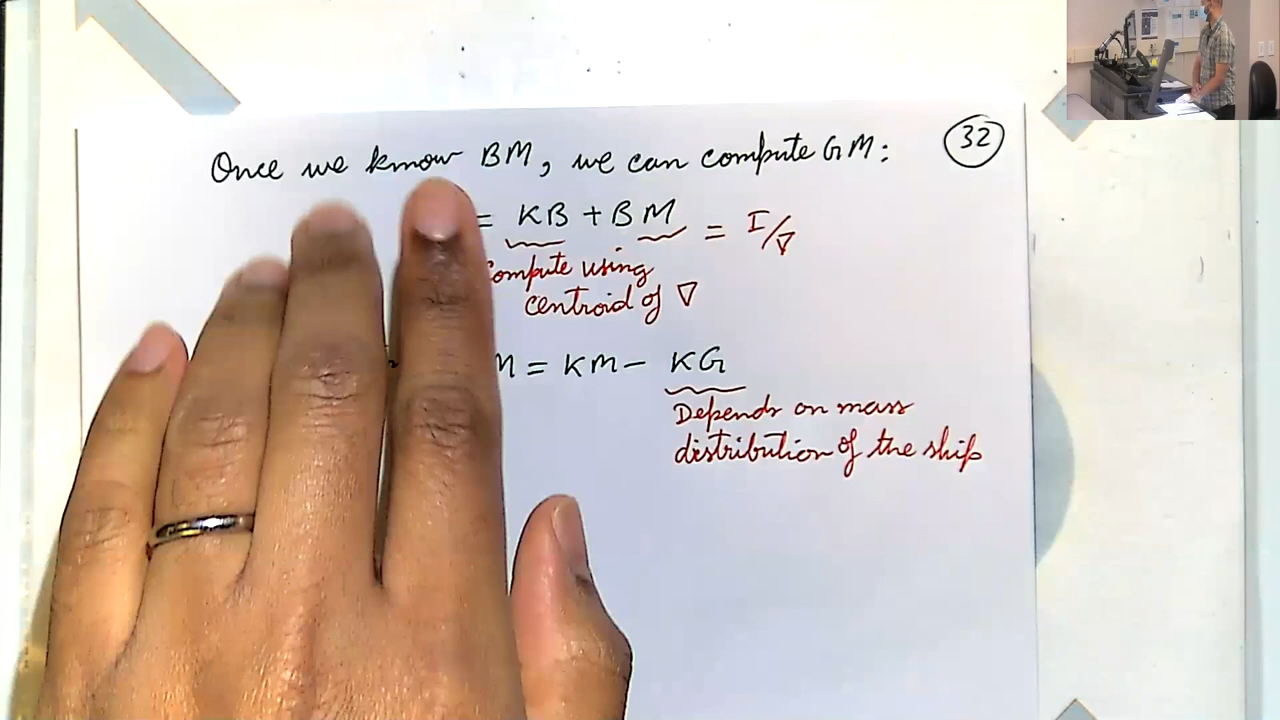 Once we know BM, we can compute GM:
32
= KB + BM = I/∇
compute using
centroid of ∇
M = KM - KG
Depends on mass
distribution of the ship